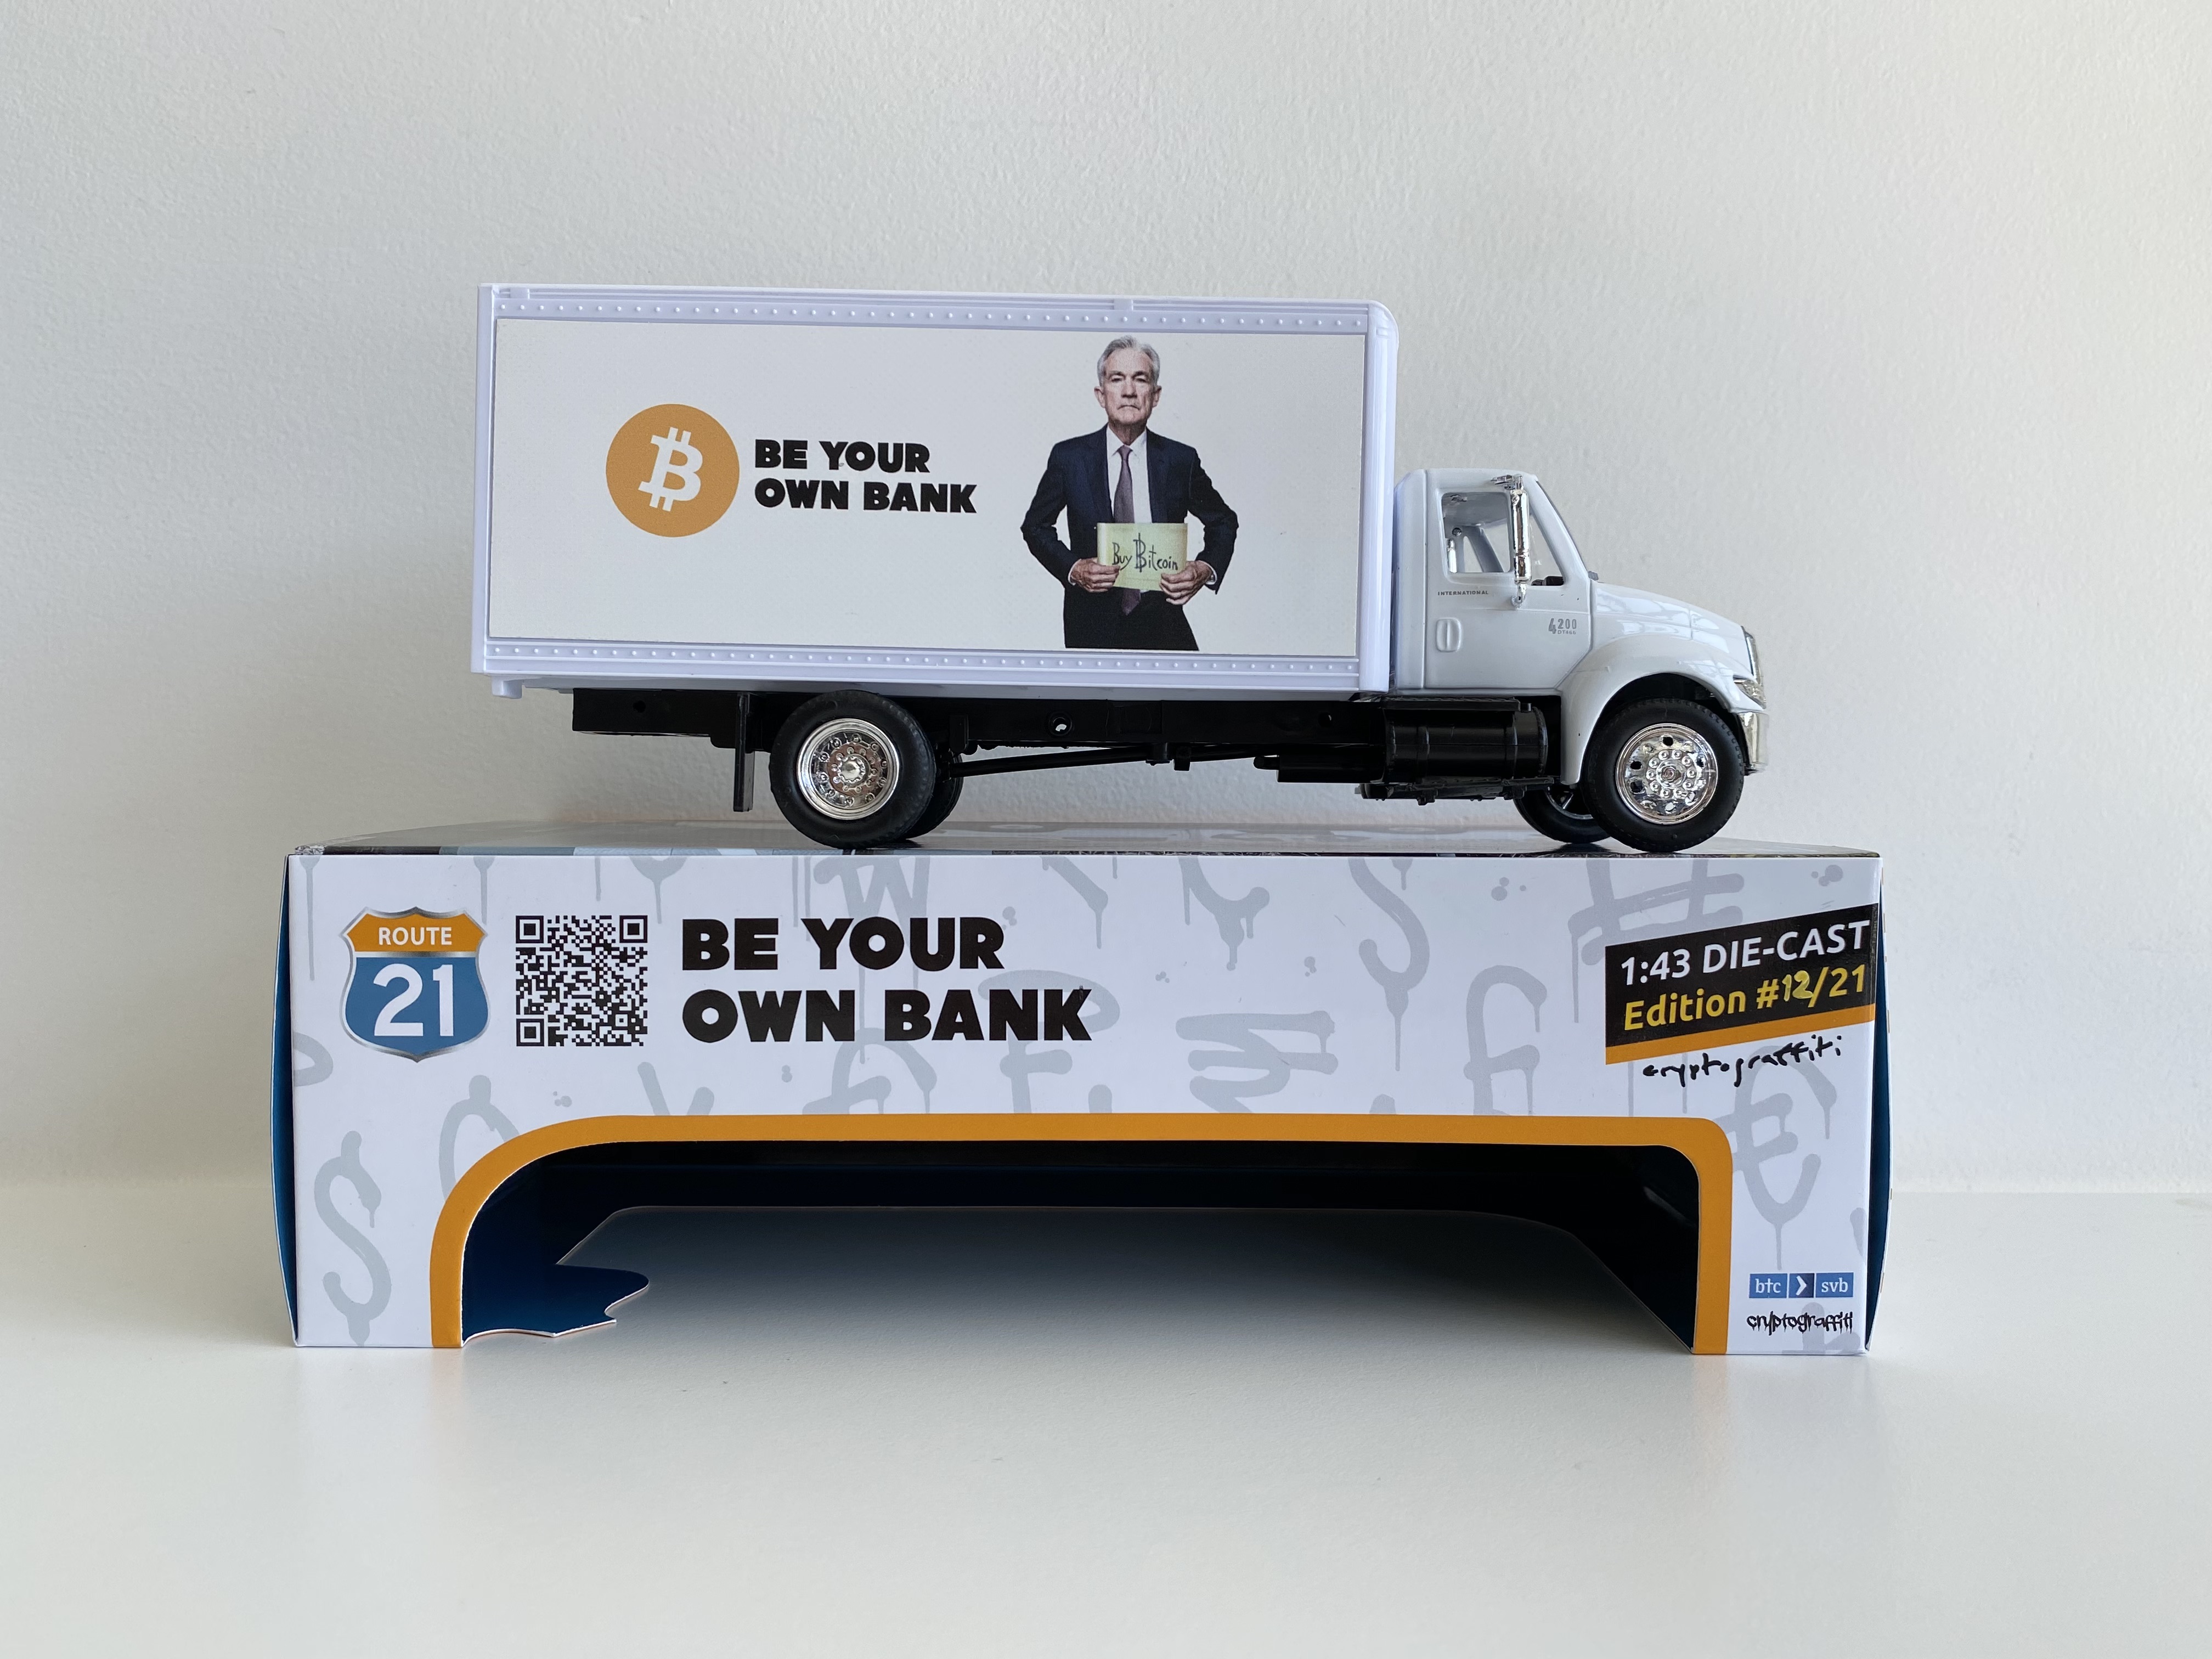 BE YOUR
OWN BANK
Buy Bitcoin
INTERNATIONAL
4200
ROUTE
21
BE YOUR
OWN BANK
1:43 DIE-CAST
Edition #12/21
cryptograffiti
btc > svb
cryptograffiti